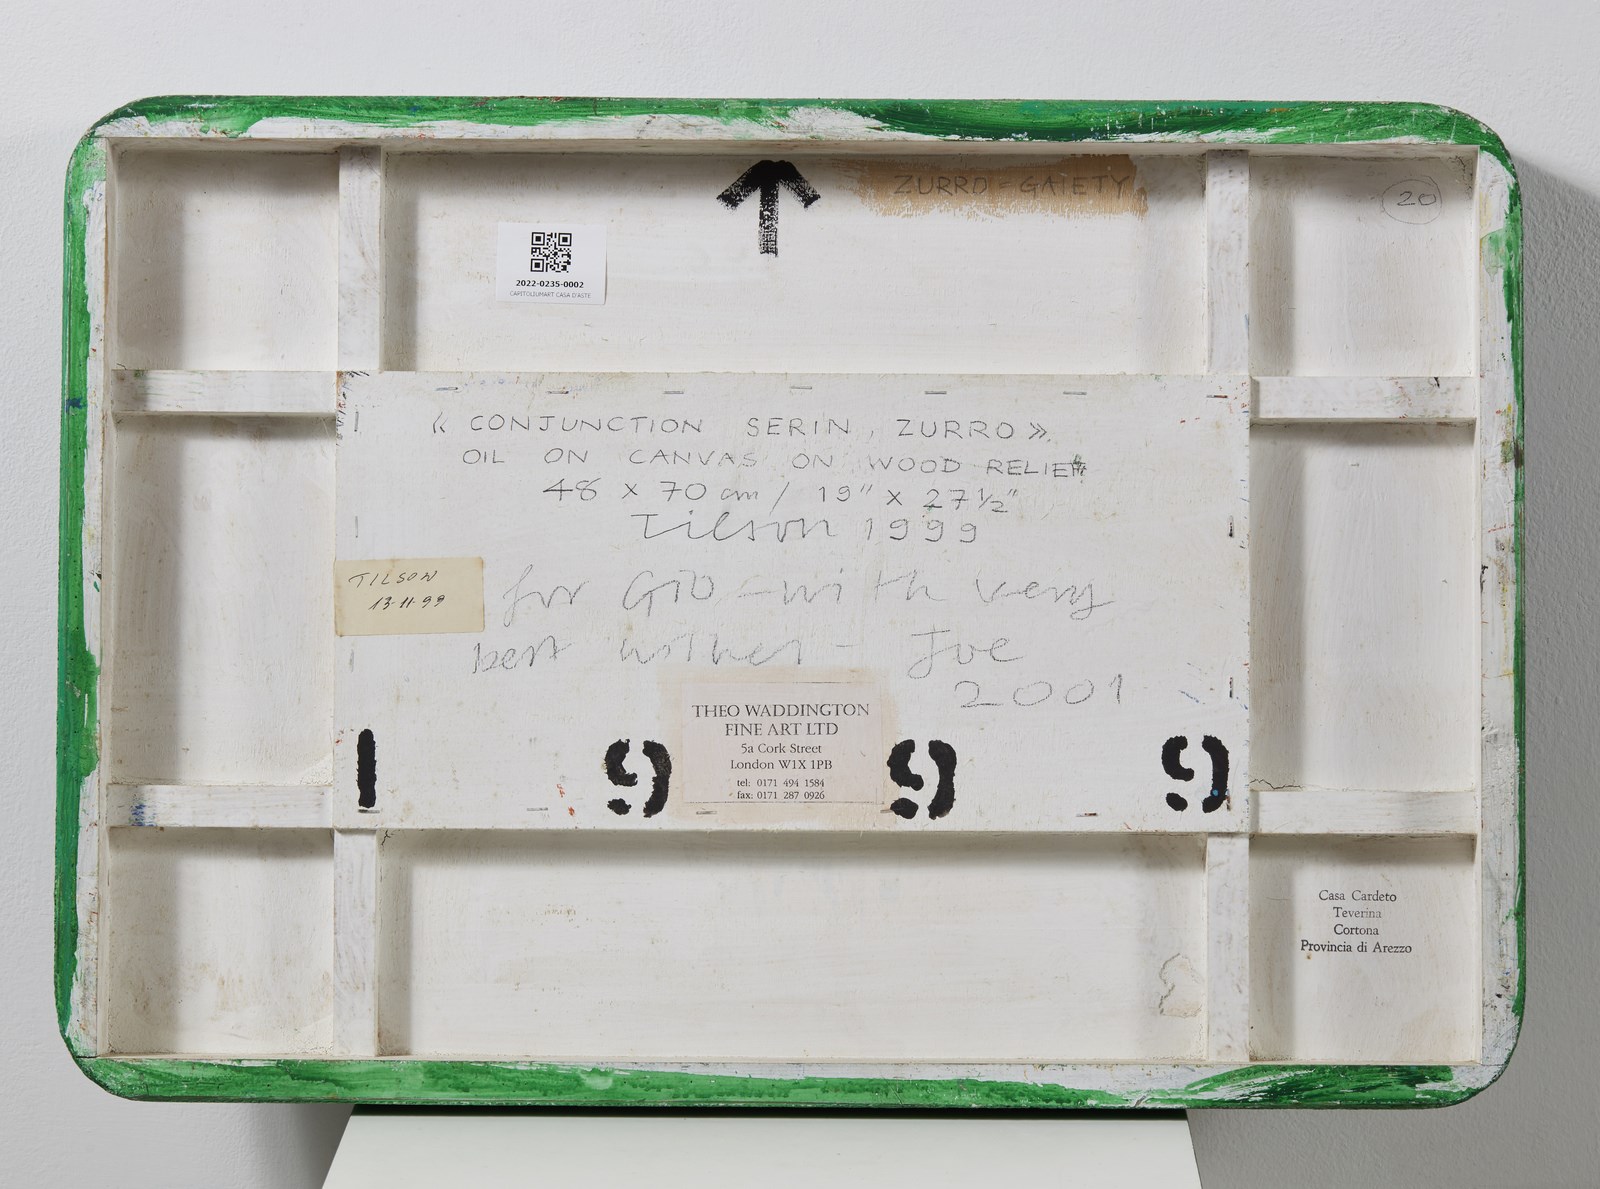 ZURRO = GAIETY
20
2022-0235-0002
CAPITOLIUMART CASA D'ASTE
« CONJUNCTION SERIN, ZURRO »
OIL ON CANVAS ON WOOD RELIEF
48 x 70 cm / 19" x 27½"
Tilson 1999
TILSON
13-11-99
for GIO - with very
best wishes - Joe
2001
THEO WADDINGTON
FINE ART LTD
5a Cork Street
London W1X 1PB
tel: 0171 494 1584
fax: 0171 287 0926
1 9 9 9
Casa Cardeto
Teverina
Cortona
Provincia di Arezzo